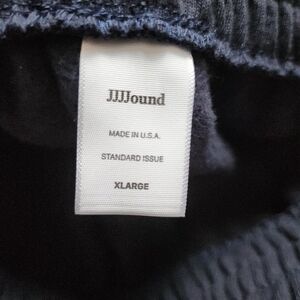 JJJJound
MADE IN U.S.A.
STANDARD ISSUE
XLARGE